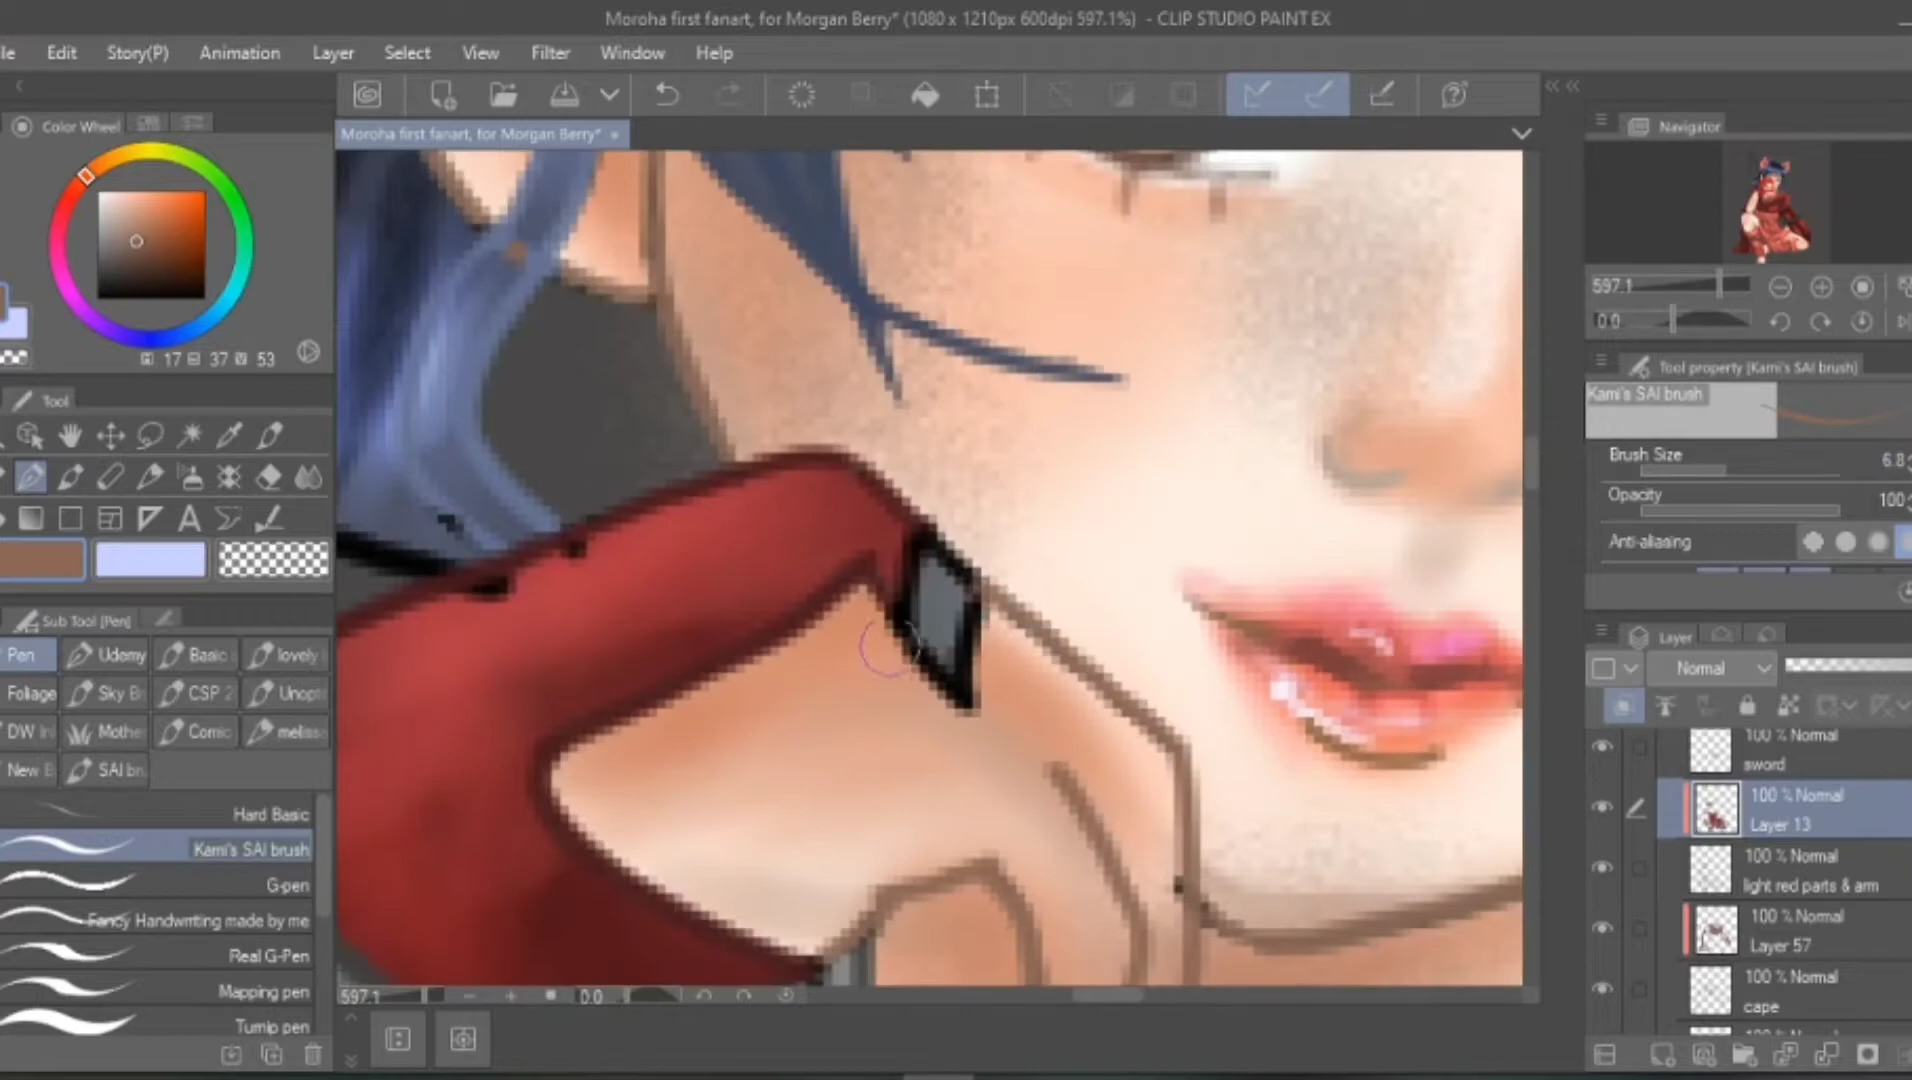 Moroha first fanart, for Morgan Berry* (1080 x 1210px 600dpi 597.1%) - CLIP STUDIO PAINT EX
le Edit Story(P) Animation Layer Select View Filter Window Help
Color Wheel
Moroha first fanart, for Morgan Berry*
Navigator
17 37 53
597.1
0.0
Tool
Tool property [Kami's SAI brush]
Kami's SAI brush
Brush Size 6.8
Opacity 100
Anti-aliasing
Sub Tool [Pen]
Pen Udemy Basic lovely
Foliage Sky B CSP 2 Unop
DW In Mothe Comic meliss
New B SAI br
Hard Basic
Kami's SAI brush
G-pen
Fancy Handwriting made by me
Real G-Pen
Mapping pen
Turnip pen
Layer
Normal
100 % Normal
sword
100 % Normal
Layer 13
100 % Normal
light red parts & arm
100 % Normal
Layer 57
100 % Normal
cape
597.1 0.0